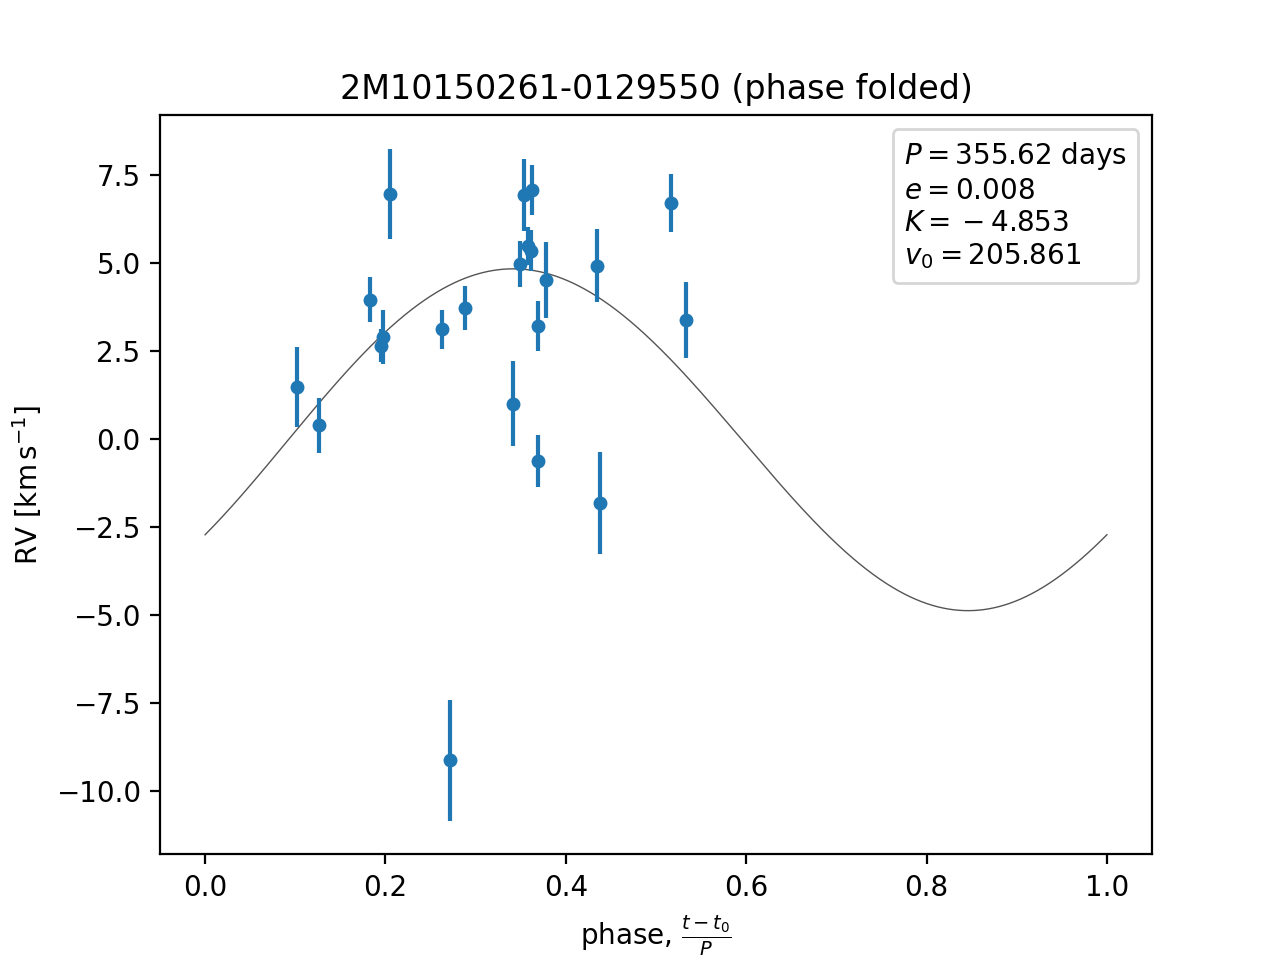 2M10150261-0129550 (phase folded)
P = 355.62 days
e = 0.008
K = −4.853
v₀ = 205.861
7.5
5.0
2.5
0.0
−2.5
−5.0
−7.5
−10.0
RV [km s⁻¹]
0.0 0.2 0.4 0.6 0.8 1.0
phase, (t − t₀)/P